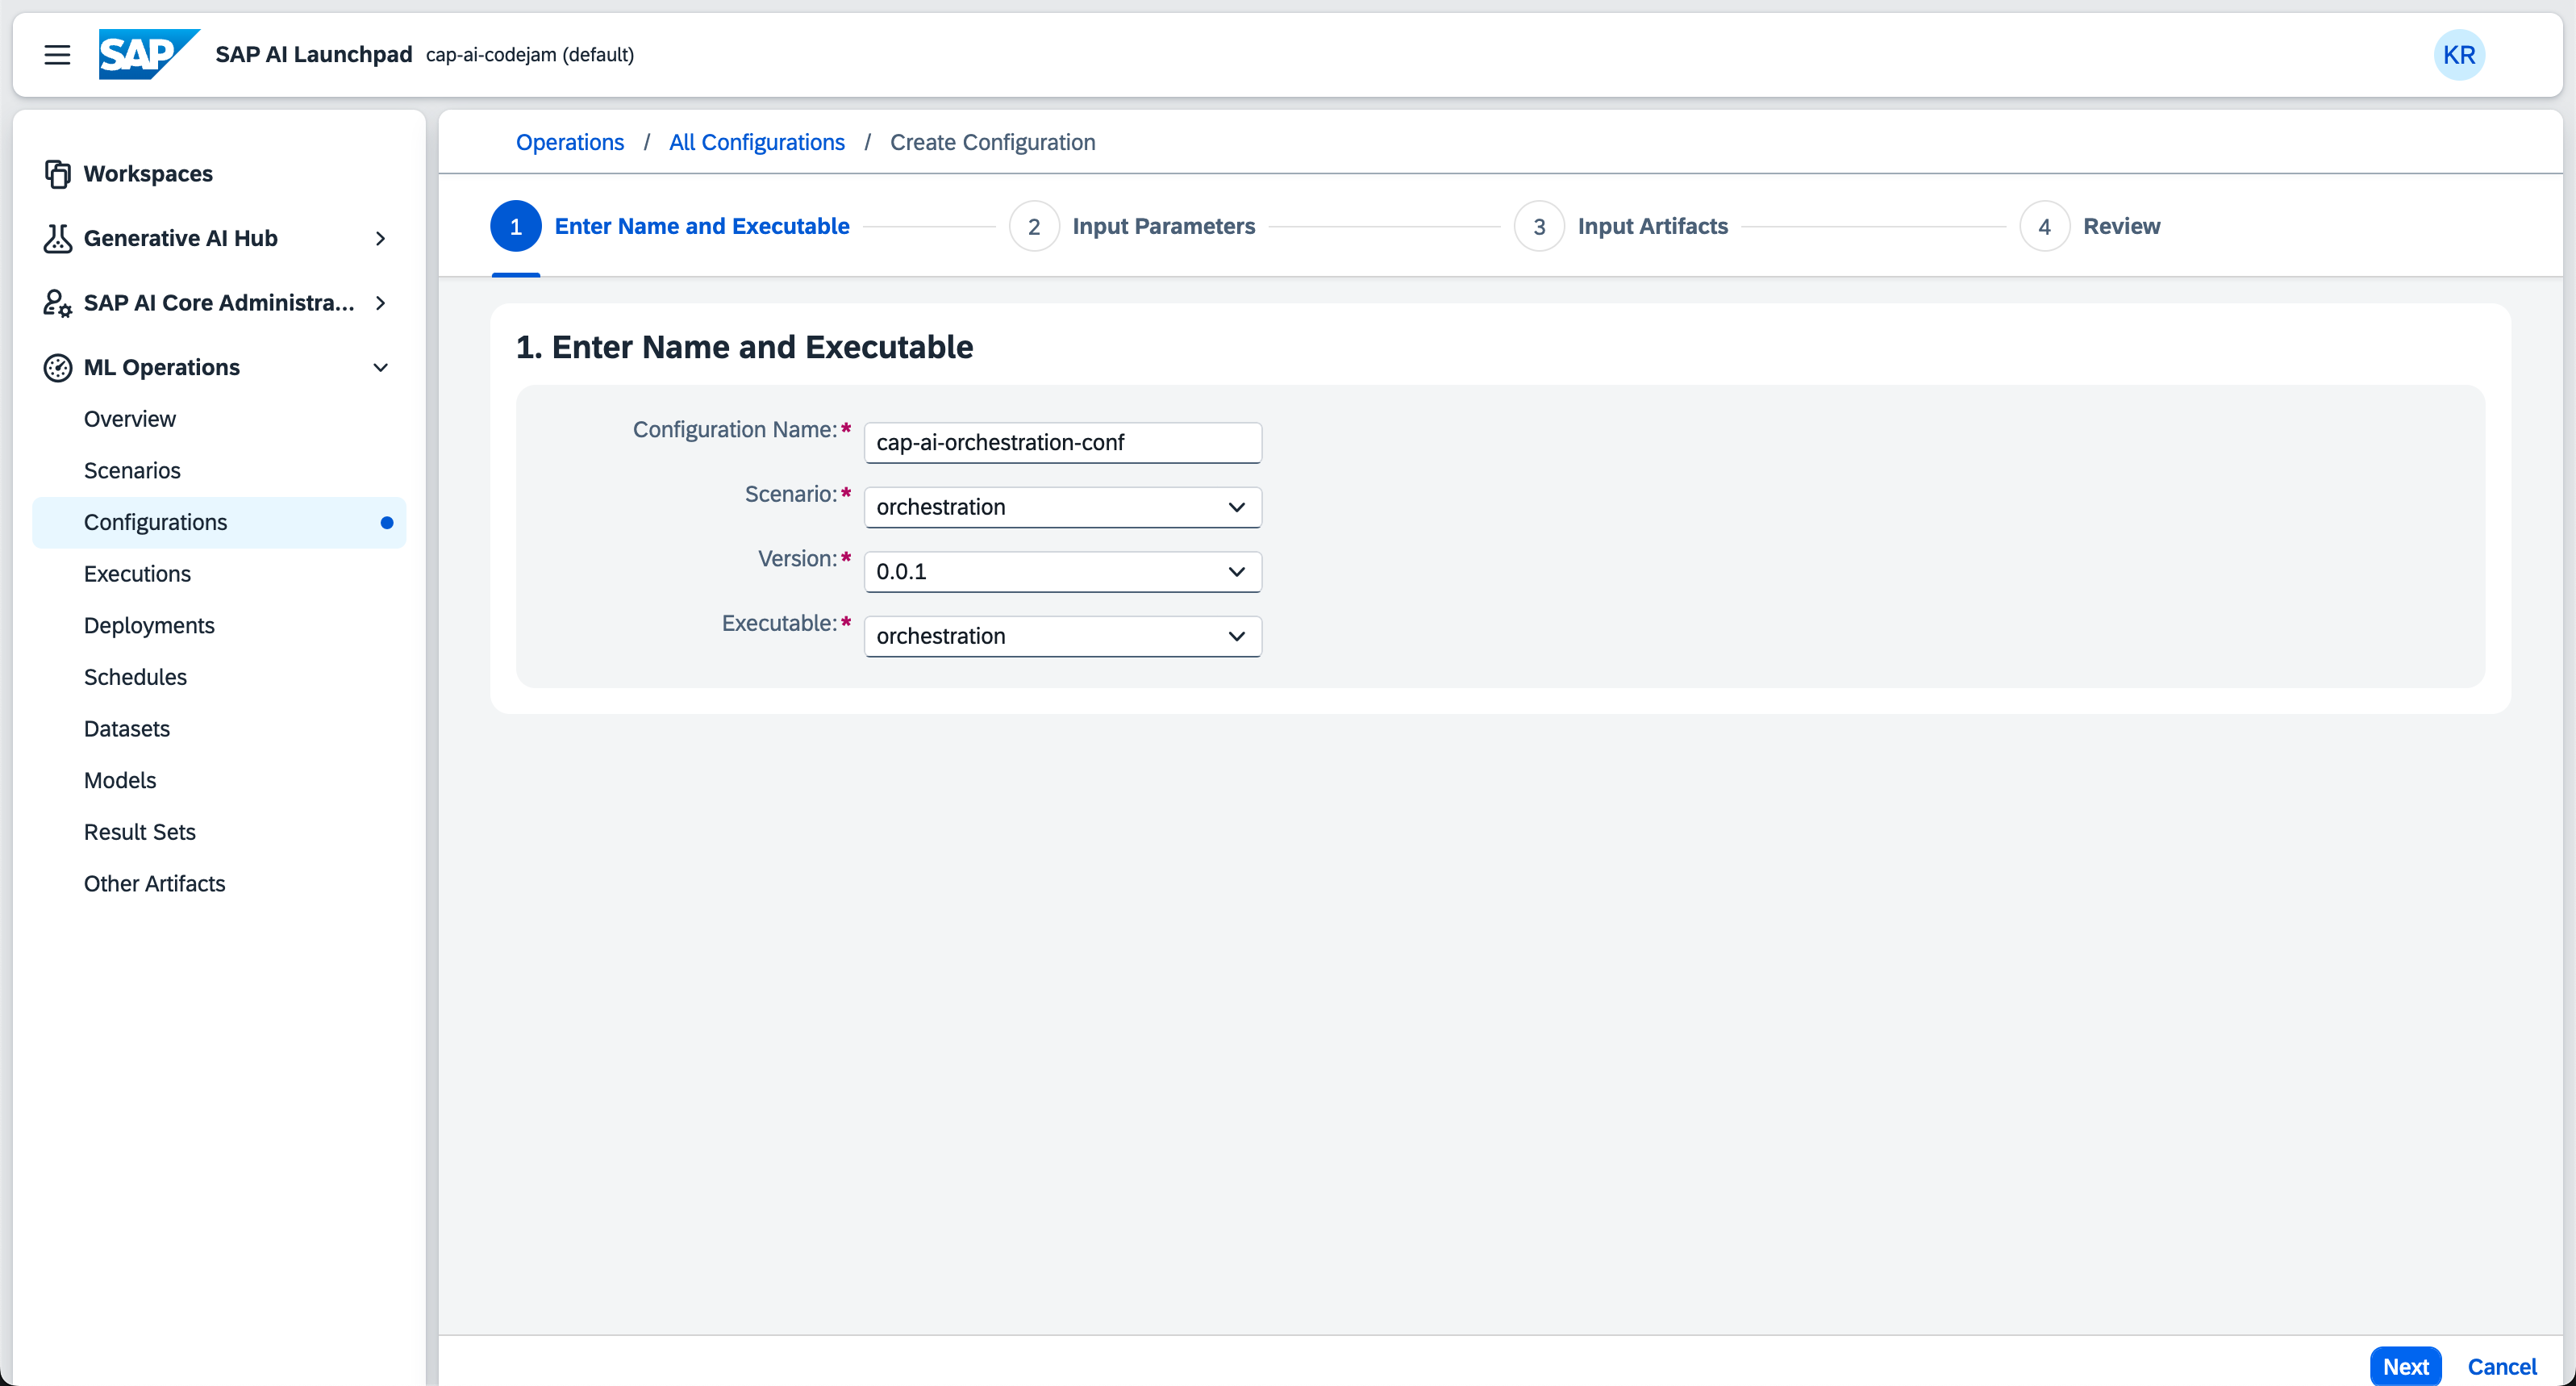 SAP SAP AI Launchpad cap-ai-codejam (default) KR
Workspaces
Generative AI Hub
SAP AI Core Administra...
ML Operations
Overview
Scenarios
Configurations
Executions
Deployments
Schedules
Datasets
Models
Result Sets
Other Artifacts
Operations / All Configurations / Create Configuration
1 Enter Name and Executable 2 Input Parameters 3 Input Artifacts 4 Review
1. Enter Name and Executable
Configuration Name:* cap-ai-orchestration-conf
Scenario:* orchestration
Version:* 0.0.1
Executable:* orchestration
Next Cancel